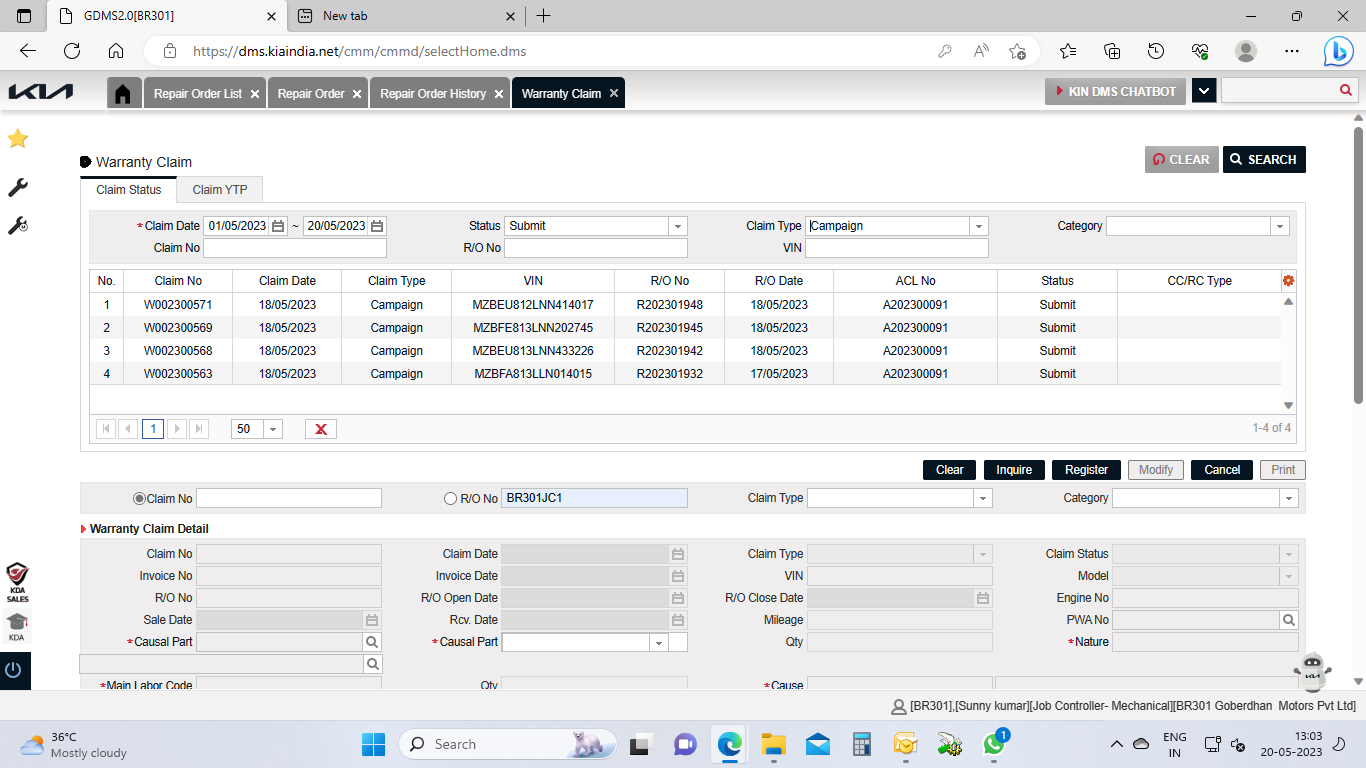 GDMS2.0[BR301]
New tab
https://dms.kiaindia.net/cmm/cmmd/selectHome.dms
KIA Repair Order List Repair Order Repair Order History Warranty Claim KIN DMS CHATBOT
Warranty Claim CLEAR SEARCH
Claim Status Claim YTP
*Claim Date 01/05/2023 ~ 20/05/2023 Status Submit Claim Type Campaign Category
Claim No R/O No VIN
No. Claim No Claim Date Claim Type VIN R/O No R/O Date ACL No Status CC/RC Type
1 W002300571 18/05/2023 Campaign MZBEU812LNN414017 R202301948 18/05/2023 A202300091 Submit
2 W002300569 18/05/2023 Campaign MZBFE813LNN202745 R202301945 18/05/2023 A202300091 Submit
3 W002300568 18/05/2023 Campaign MZBEU813LNN433226 R202301942 18/05/2023 A202300091 Submit
4 W002300563 18/05/2023 Campaign MZBFA813LLN014015 R202301932 17/05/2023 A202300091 Submit
1 50 X 1-4 of 4
Clear Inquire Register Modify Cancel Print
Claim No R/O No BR301JC1 Claim Type Category
Warranty Claim Detail
Claim No Claim Date Claim Type Claim Status
Invoice No Invoice Date VIN Model
R/O No R/O Open Date R/O Close Date Engine No
Sale Date Rcv. Date Mileage PWA No
*Causal Part *Causal Part Qty *Nature
*Main Labor Code Qty *Cause
KDA
SALES
KDA
KIA
[BR301],[Sunny kumar][Job Controller- Mechanical][BR301 Goberdhan Motors Pvt Ltd]
36°C
Mostly cloudy
Search
1
ENG
IN
13:03
20-05-2023